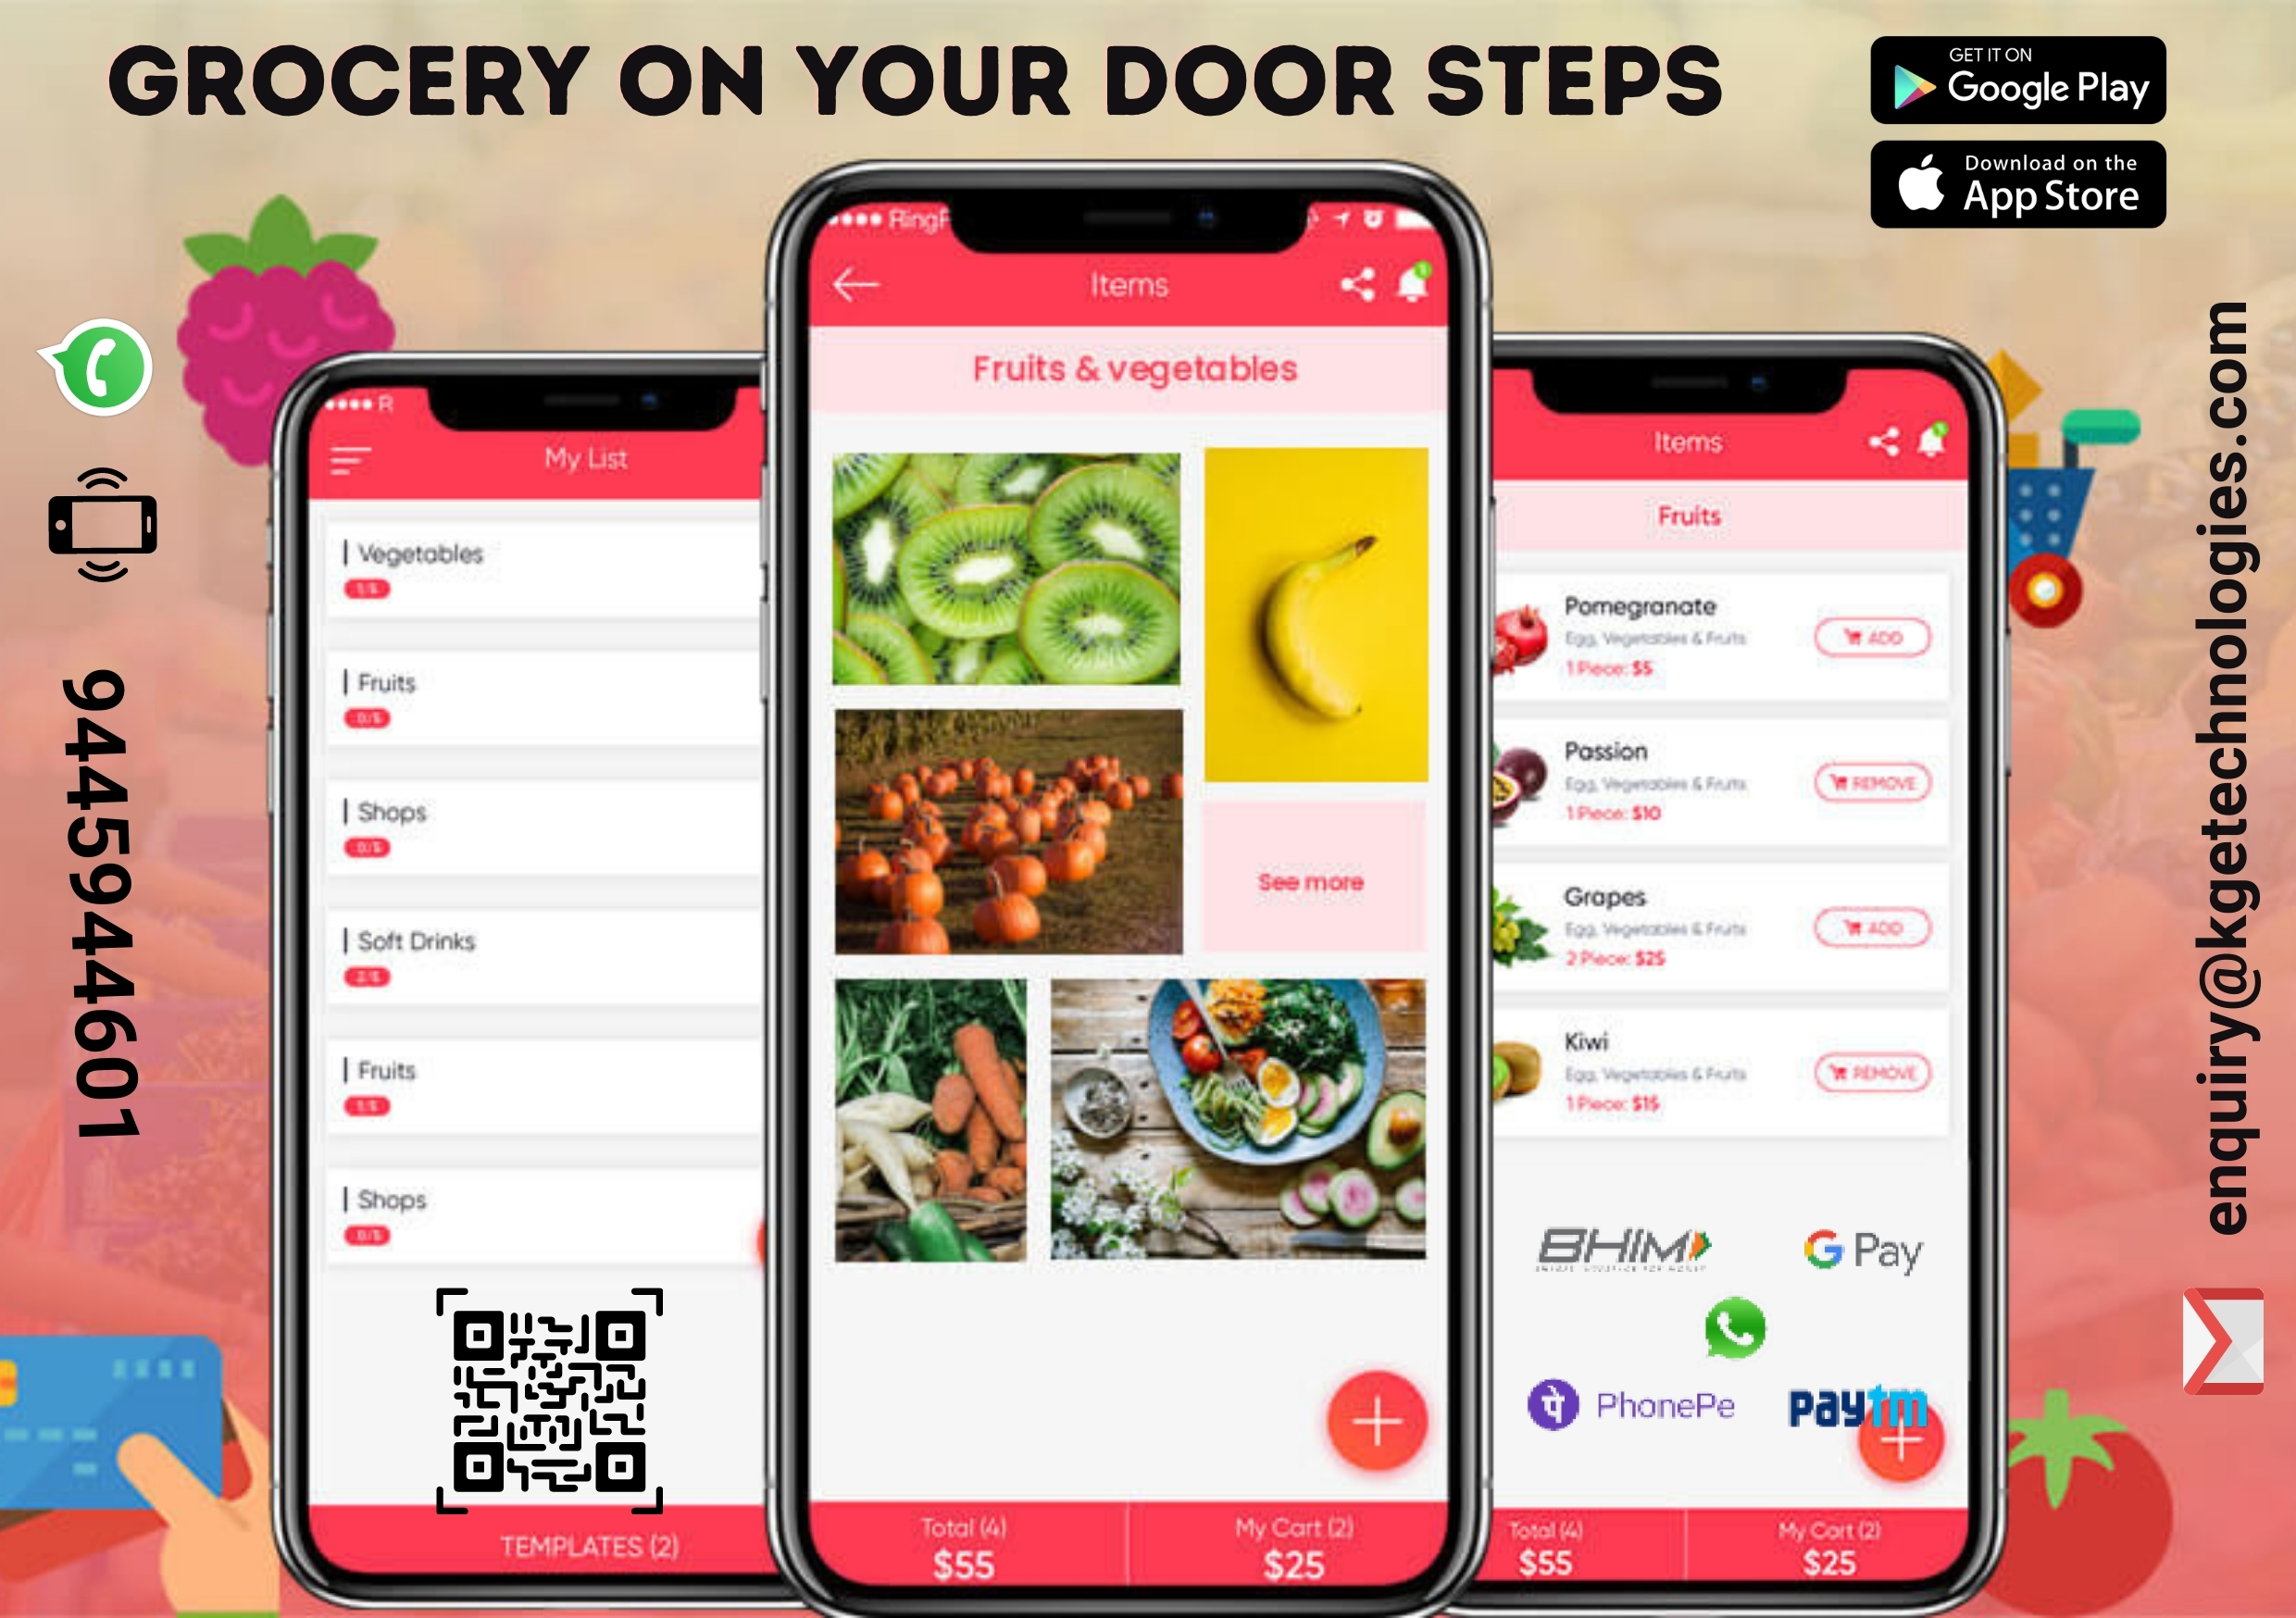 GROCERY ON YOUR DOOR STEPS
GET IT ON
Google Play
Download on the
App Store
9445944601
enquiry@kgetechnologies.com
R
My List
Vegetables
1/5
Fruits
0/5
Shops
0/5
Soft Drinks
2/5
Fruits
1/5
Shops
0/5
TEMPLATES (2)
Items
Fruits & vegetables
See more
Total (4)
$55
My Cart (2)
$25
Items
Fruits
Pomegranate
Egg, Vegetables & Fruits
1 Piece: $5
ADD
Passion
Egg, Vegetables & Fruits
1 Piece: $10
REMOVE
Grapes
Egg, Vegetables & Fruits
2 Piece: $25
ADD
Kiwi
Egg, Vegetables & Fruits
1 Piece: $15
REMOVE
BHIM
G Pay
पे PhonePe
paytm
Total (4)
$55
My Cart (2)
$25